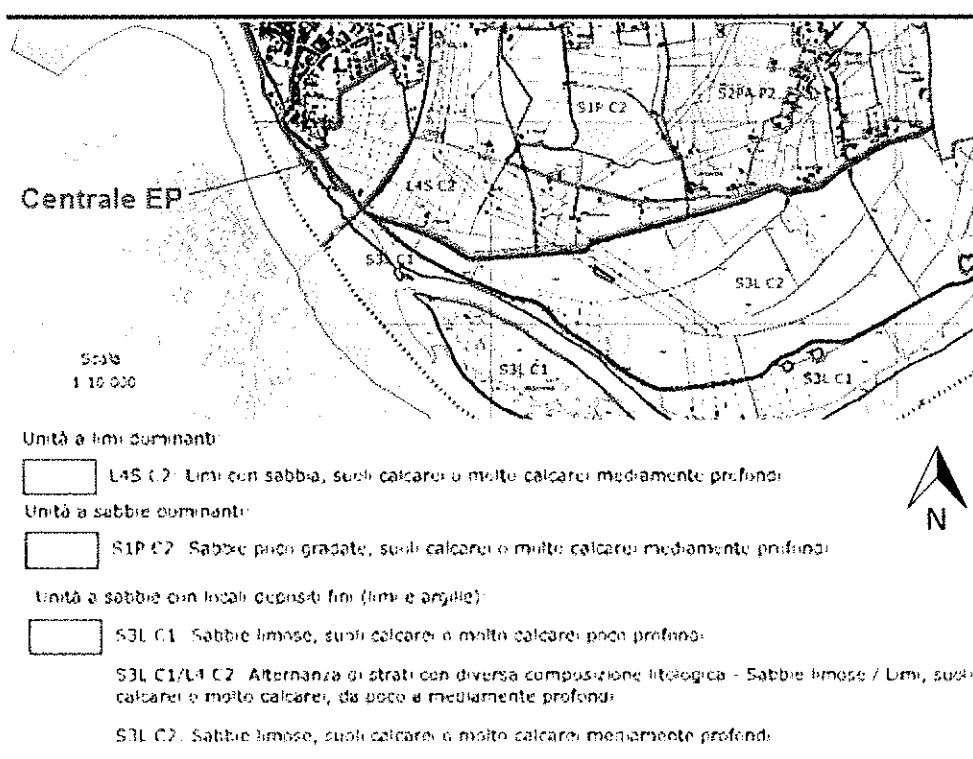 S1P C2
S2PA P2
L4S C2
Centrale EP
S3L C1
S3L C2
S3L C1
S3L C1
Scala
1:10 000
Unità a limi dominanti:
L4S C2: Limi con sabbia, suoli calcarei o molto calcarei mediamente profondi
Unità a sabbie dominanti:
N
S1P C2: Sabbie poco gradate, suoli calcarei o molto calcarei mediamente profondi
Unità a sabbie con locali depositi fini (limi e argille):
S3L C1: Sabbie limose, suoli calcarei o molto calcarei poco profondi
S3L C1/L4 C2: Alternanza di strati con diversa composizione litologica - Sabbie limose / Limi, suoli
calcarei o molto calcarei, da poco a mediamente profondi
S3L C2: Sabbie limose, suoli calcarei o molto calcarei mediamente profondi